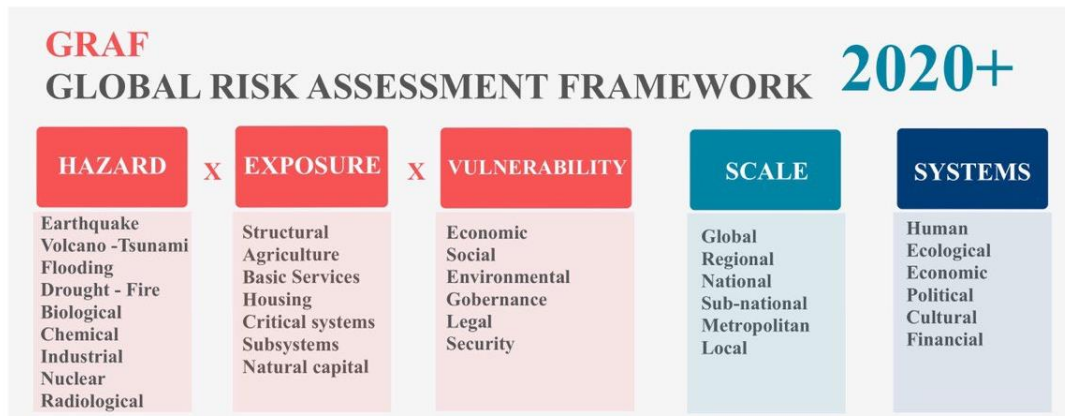 GRAF
GLOBAL RISK ASSESSMENT FRAMEWORK
2020+
HAZARD
X
EXPOSURE
X
VULNERABILITY
SCALE
SYSTEMS
Earthquake
Volcano -Tsunami
Flooding
Drought - Fire
Biological
Chemical
Industrial
Nuclear
Radiological
Structural
Agriculture
Basic Services
Housing
Critical systems
Subsystems
Natural capital
Economic
Social
Environmental
Gobernance
Legal
Security
Global
Regional
National
Sub-national
Metropolitan
Local
Human
Ecological
Economic
Political
Cultural
Financial